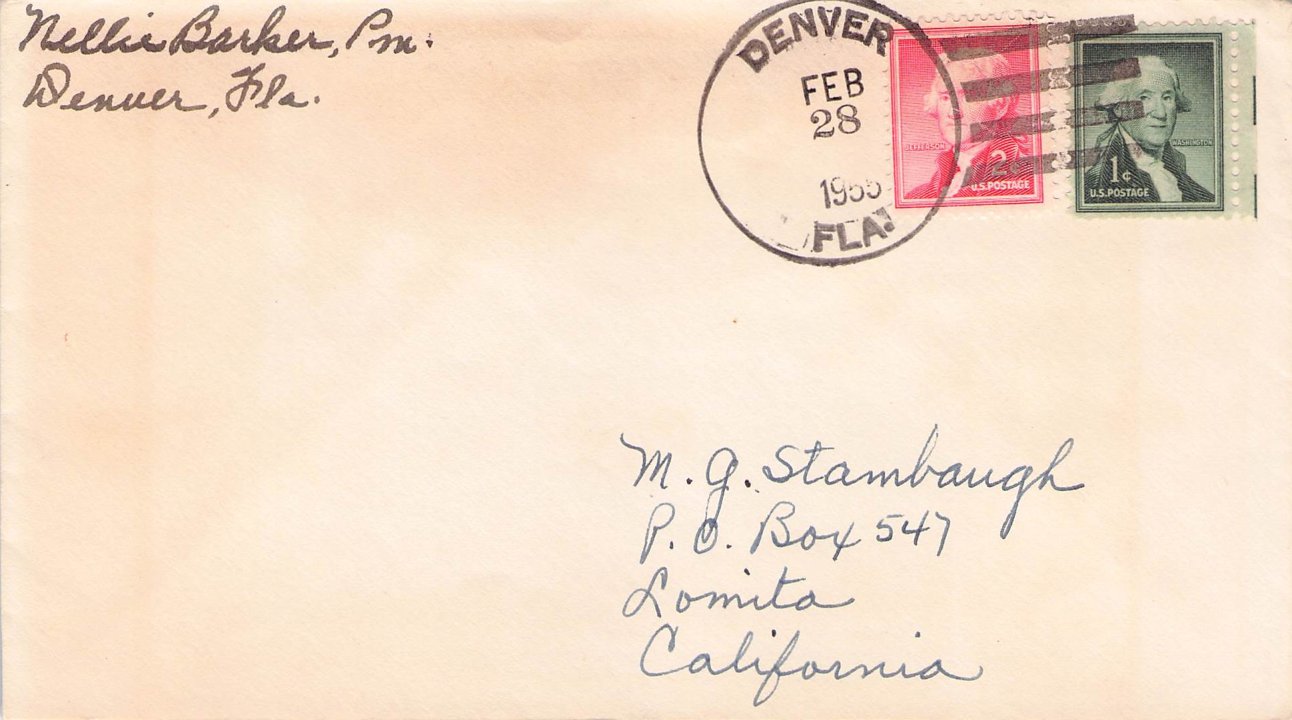 Nellie Barker, Pm.
Denver, Fla.
DENVER
FEB
28
1955
FLA.
JEFFERSON
2¢
U.S. POSTAGE
WASHINGTON
1¢
U.S. POSTAGE
M. G. Stambaugh
P.O. Box 547
Lomita
California